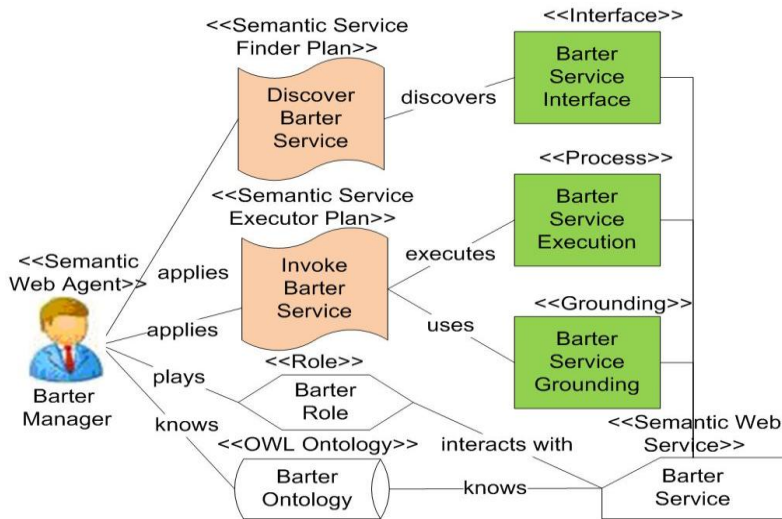 <<Semantic Service
Finder Plan>>
Discover
Barter
Service
discovers
<<Interface>>
Barter
Service
Interface
<<Semantic Service
Executor Plan>>
Invoke
Barter
Service
executes
uses
<<Process>>
Barter
Service
Execution
<<Grounding>>
Barter
Service
Grounding
<<Semantic
Web Agent>>
Barter
Manager
applies
applies
plays
knows
<<Role>>
Barter
Role
interacts with
<<OWL Ontology>>
Barter
Ontology
knows
<<Semantic Web
Service>>
Barter
Service